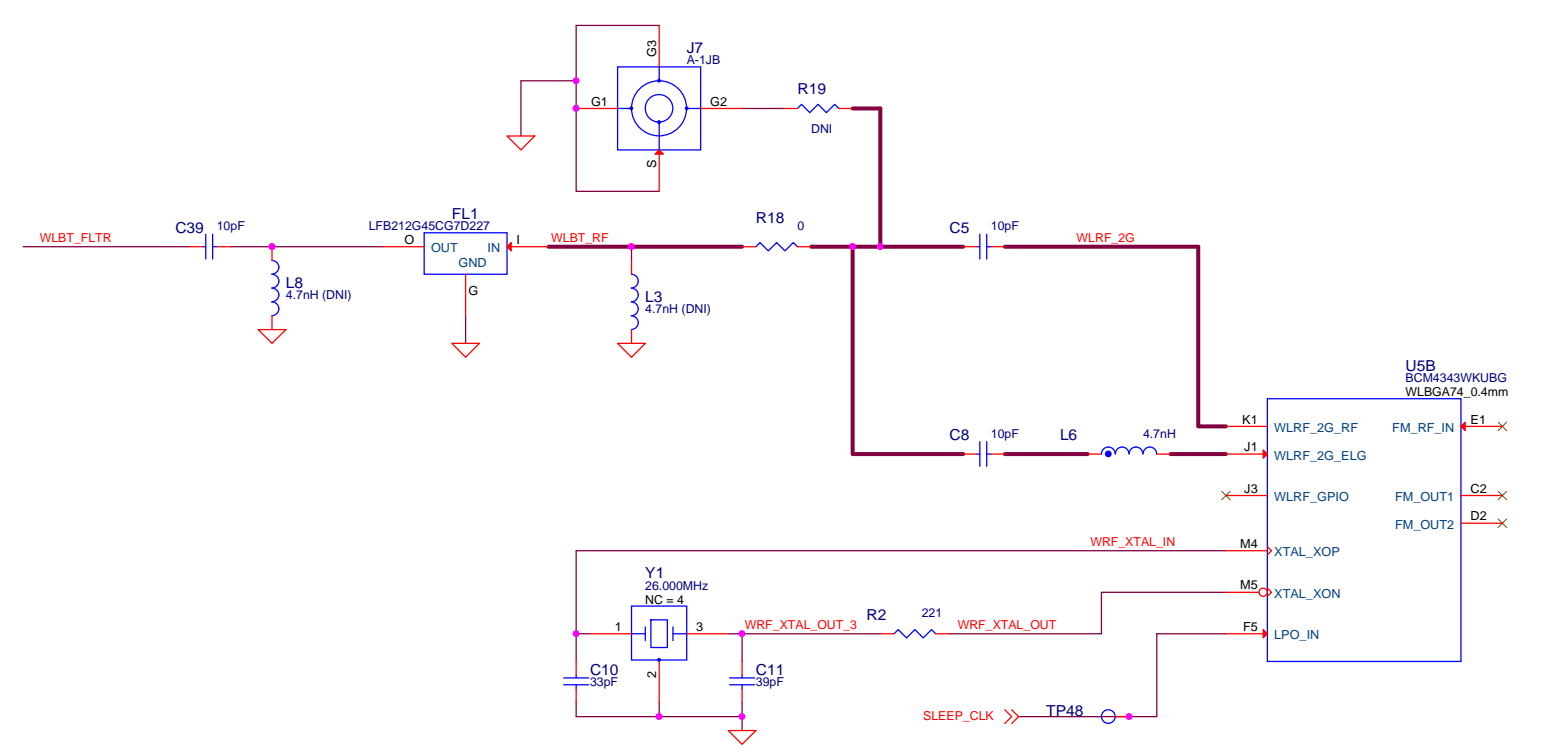 J7
A-1JB
G3
G1
G2
S
R19
DNI
WLBT_FLTR
C39
10pF
L8
4.7nH (DNI)
FL1
LFB212G45CG7D227
O
OUT
IN
GND
I
G
WLBT_RF
L3
4.7nH (DNI)
R18
0
C5
10pF
WLRF_2G
C8
10pF
L6
4.7nH
U5B
BCM4343WKUBG
WLBGA74_0.4mm
K1
WLRF_2G_RF
FM_RF_IN
E1
J1
WLRF_2G_ELG
J3
WLRF_GPIO
FM_OUT1
C2
FM_OUT2
D2
WRF_XTAL_IN
M4
XTAL_XOP
M5
XTAL_XON
F5
LPO_IN
Y1
26.000MHz
NC = 4
1
3
2
WRF_XTAL_OUT_3
R2
221
WRF_XTAL_OUT
C10
33pF
C11
39pF
SLEEP_CLK
TP48